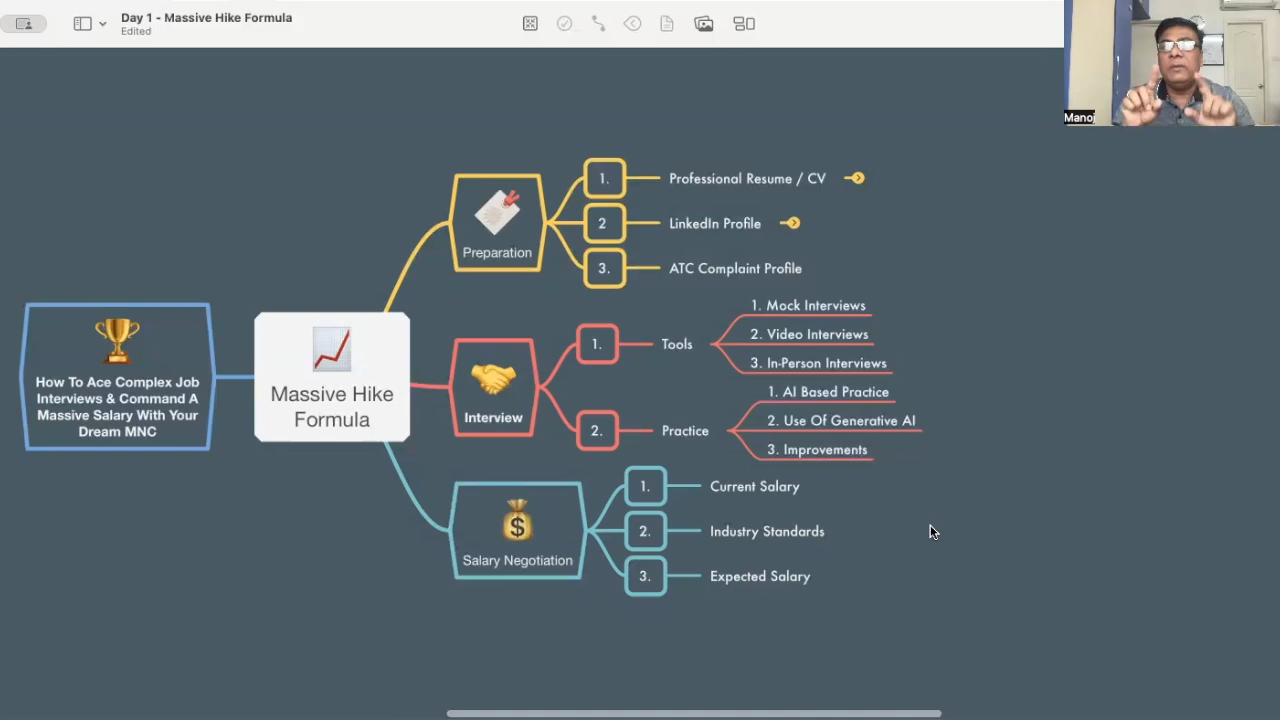 Day 1 - Massive Hike Formula
Edited
Manoj
1.
Professional Resume / CV
2
LinkedIn Profile
3.
ATC Complaint Profile
Preparation
1. Mock Interviews
2. Video Interviews
3. In-Person Interviews
1.
Tools
How To Ace Complex Job
Interviews & Command A
Massive Salary With Your
Dream MNC
Massive Hike
Formula
Interview
1. AI Based Practice
2. Use Of Generative AI
3. Improvements
2.
Practice
$
Salary Negotiation
1.
Current Salary
2.
Industry Standards
3.
Expected Salary